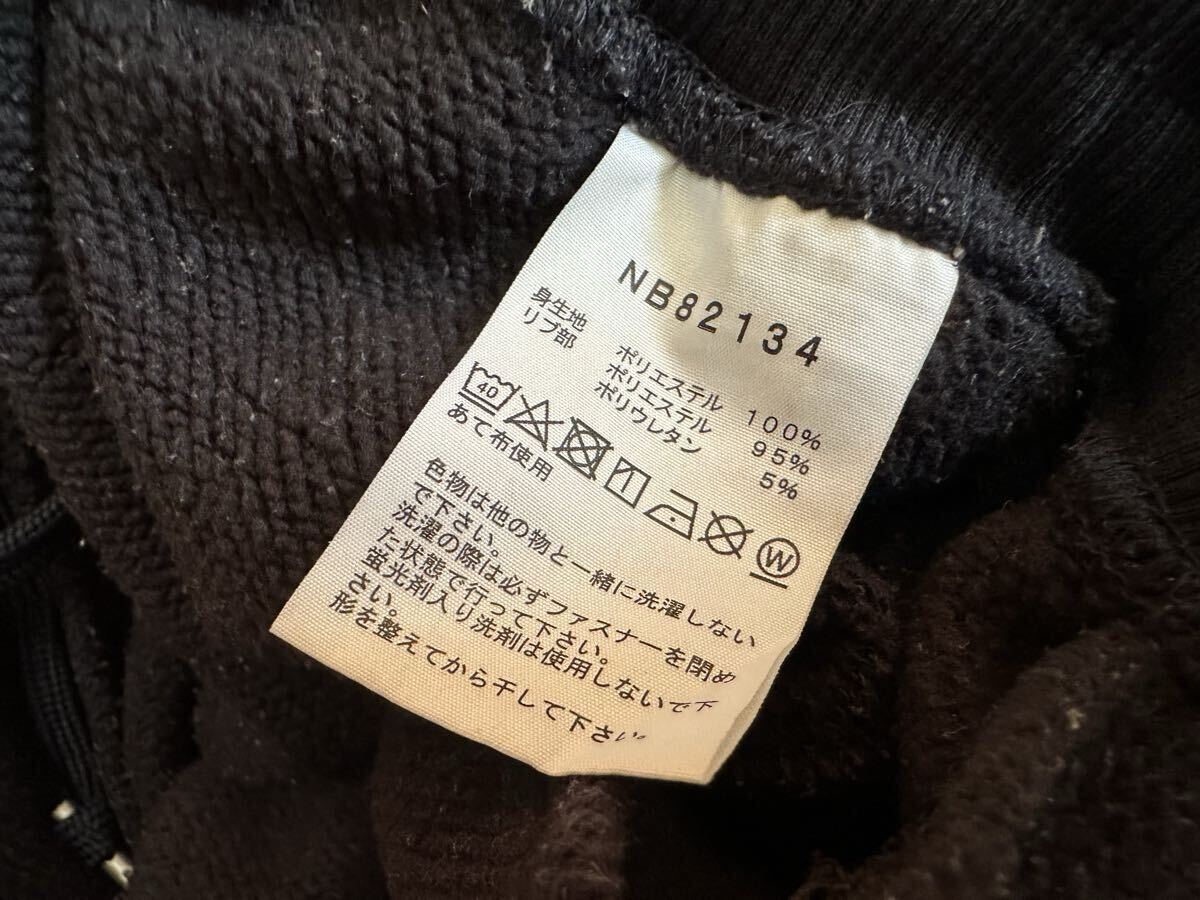 NB82134
身生地 ポリエステル 100%
リブ部 ポリエステル 95%
ポリウレタン 5%
40
W
あて布使用
色物は他の物と一緒に洗濯しない
で下さい。
洗濯の際は必ずファスナーを閉め
た状態で行って下さい。
蛍光剤入り洗剤は使用しないで下
さい。
形を整えてから干して下さい。